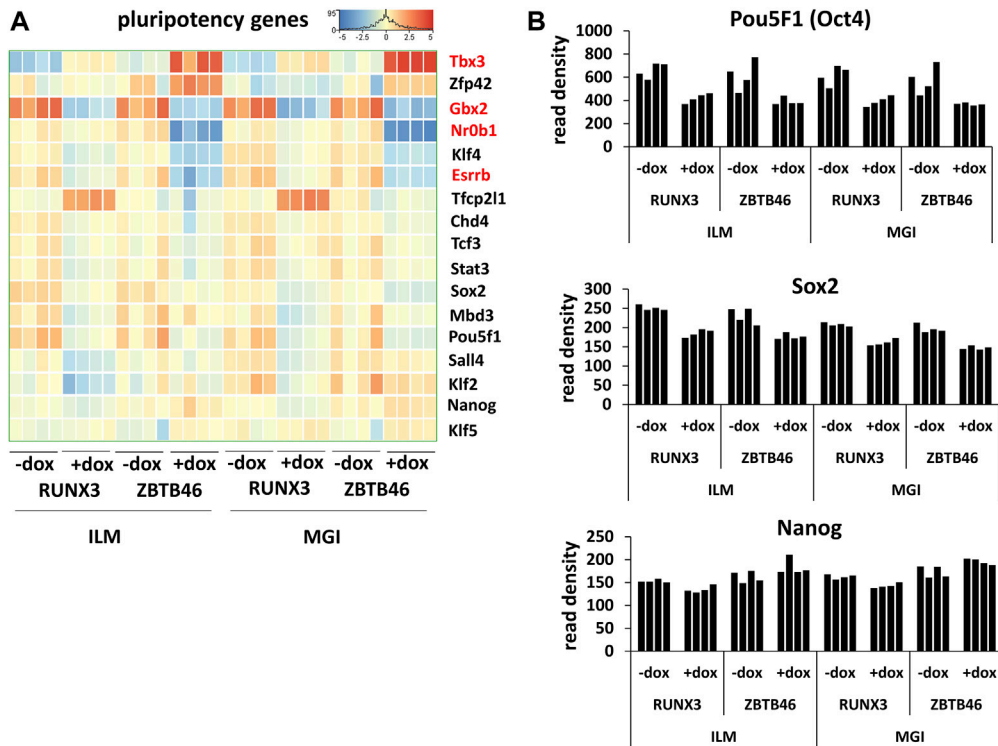 A
pluripotency genes
95
-5 -2.5 0 2.5 5
Tbx3
Zfp42
Gbx2
Nr0b1
Klf4
Esrrb
Tfcp2l1
Chd4
Tcf3
Stat3
Sox2
Mbd3
Pou5f1
Sall4
Klf2
Nanog
Klf5
-dox +dox -dox +dox -dox +dox -dox +dox
RUNX3 ZBTB46 RUNX3 ZBTB46
ILM MGI
B
Pou5F1 (Oct4)
read density
1000
800
600
400
200
0
-dox +dox -dox +dox -dox +dox -dox +dox
RUNX3 ZBTB46 RUNX3 ZBTB46
ILM MGI
Sox2
read density
300
250
200
150
100
50
0
-dox +dox -dox +dox -dox +dox -dox +dox
RUNX3 ZBTB46 RUNX3 ZBTB46
ILM MGI
Nanog
read density
250
200
150
100
50
0
-dox +dox -dox +dox -dox +dox -dox +dox
RUNX3 ZBTB46 RUNX3 ZBTB46
ILM MGI